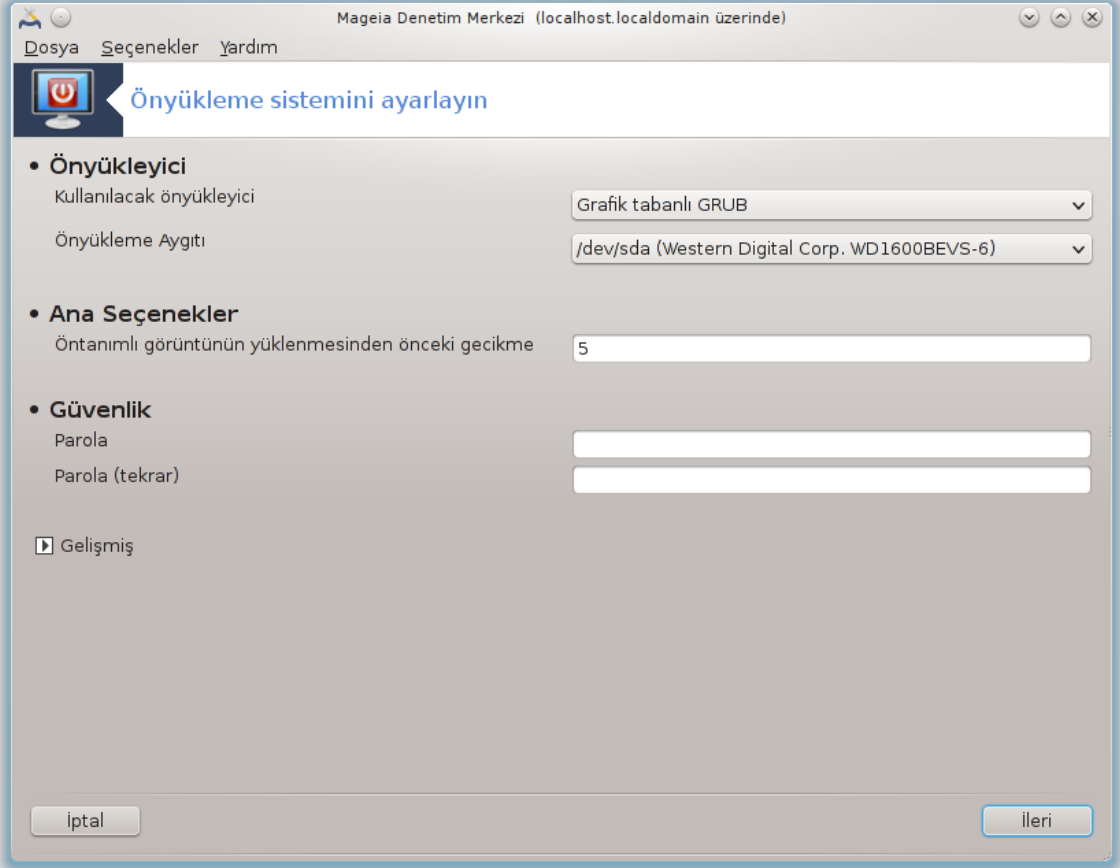 Mageia Denetim Merkezi (localhost.localdomain üzerinde)
Dosya Seçenekler Yardım
Önyükleme sistemini ayarlayın
• Önyükleyici
Kullanılacak önyükleyici
Grafik tabanlı GRUB
Önyükleme Aygıtı
/dev/sda (Western Digital Corp. WD1600BEVS-6)
• Ana Seçenekler
Öntanımlı görüntünün yüklenmesinden önceki gecikme
5
• Güvenlik
Parola
Parola (tekrar)
Gelişmiş
İptal
İleri